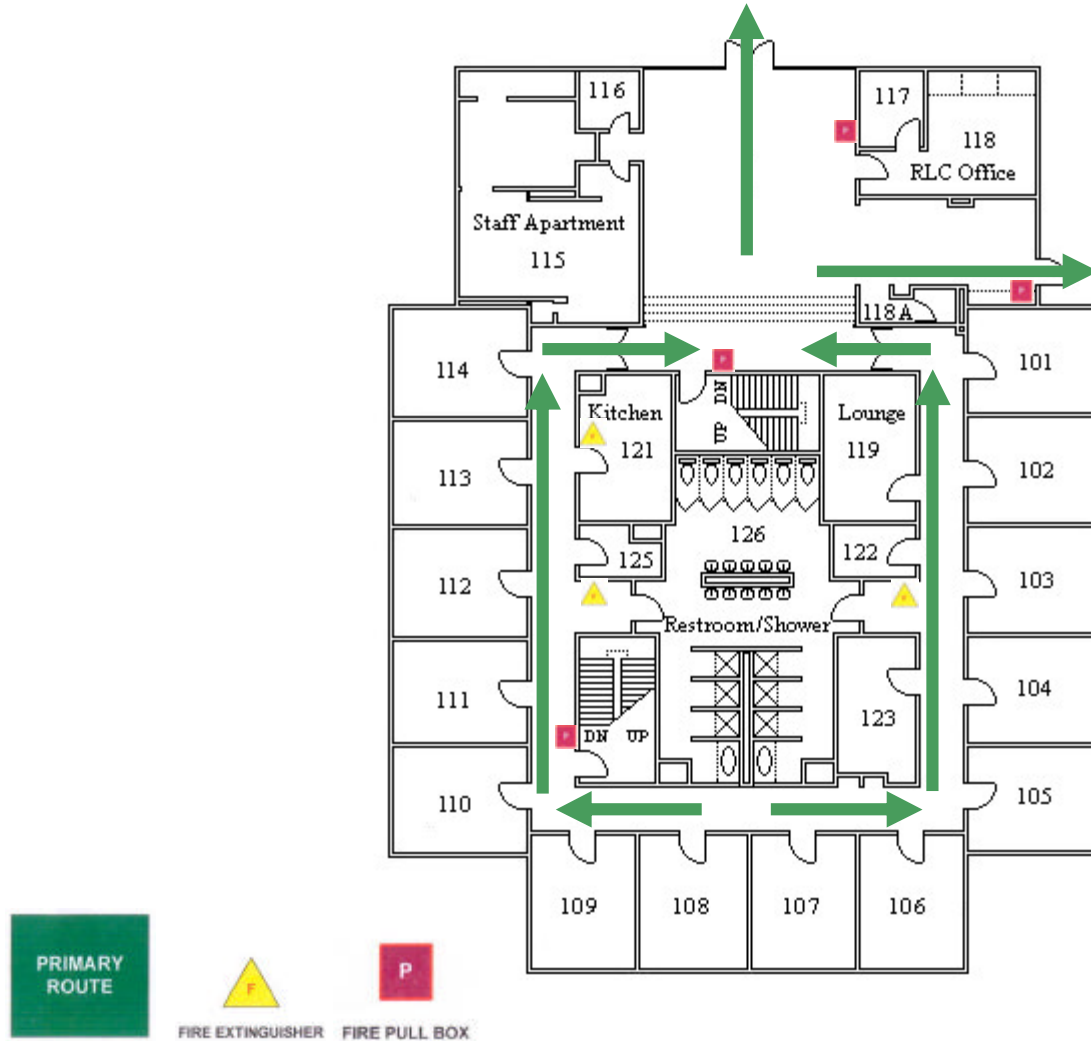 116
117
118
RLC Office
Staff Apartment
115
118A
P
P
P
114
101
Kitchen
121
F
DN
UP
Lounge
119
113
102
126
125
122
112
103
F
F
Restroom/Shower
111
104
123
P
DN UP
110
105
109
108
107
106
PRIMARY
ROUTE
F
P
FIRE EXTINGUISHER
FIRE PULL BOX